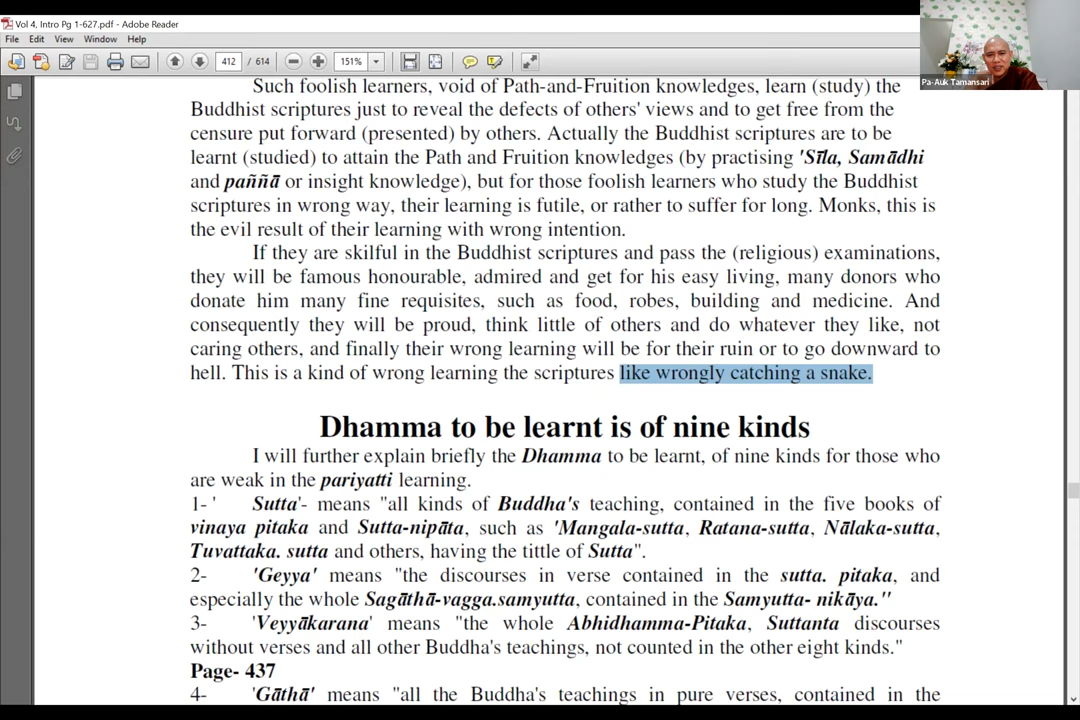 Vol 4, Intro Pg 1-627.pdf - Adobe Reader
File Edit View Window Help
412 / 614 151%
Pa-Auk Tamansari
Such foolish learners, void of Path-and-Fruition knowledges, learn (study) the
Buddhist scriptures just to reveal the defects of others' views and to get free from the
censure put forward (presented) by others. Actually the Buddhist scriptures are to be
learnt (studied) to attain the Path and Fruition knowledges (by practising 'Sīla, Samādhi
and paññā or insight knowledge), but for those foolish learners who study the Buddhist
scriptures in wrong way, their learning is futile, or rather to suffer for long. Monks, this is
the evil result of their learning with wrong intention.
If they are skilful in the Buddhist scriptures and pass the (religious) examinations,
they will be famous honourable, admired and get for his easy living, many donors who
donate him many fine requisites, such as food, robes, building and medicine. And
consequently they will be proud, think little of others and do whatever they like, not
caring others, and finally their wrong learning will be for their ruin or to go downward to
hell. This is a kind of wrong learning the scriptures like wrongly catching a snake.
Dhamma to be learnt is of nine kinds
I will further explain briefly the Dhamma to be learnt, of nine kinds for those who
are weak in the pariyatti learning.
1- ' Sutta'- means "all kinds of Buddha's teaching, contained in the five books of
vinaya pitaka and Sutta-nipāta, such as 'Mangala-sutta, Ratana-sutta, Nālaka-sutta,
Tuvattaka. sutta and others, having the tittle of Sutta".
2- 'Geyya' means "the discourses in verse contained in the sutta. pitaka, and
especially the whole Sagāthā-vagga.samyutta, contained in the Samyutta- nikāya."
3- 'Veyyākarana' means "the whole Abhidhamma-Pitaka, Suttanta discourses
without verses and all other Buddha's teachings, not counted in the other eight kinds."
Page- 437
4- 'Gāthā' means "all the Buddha's teachings in pure verses, contained in the